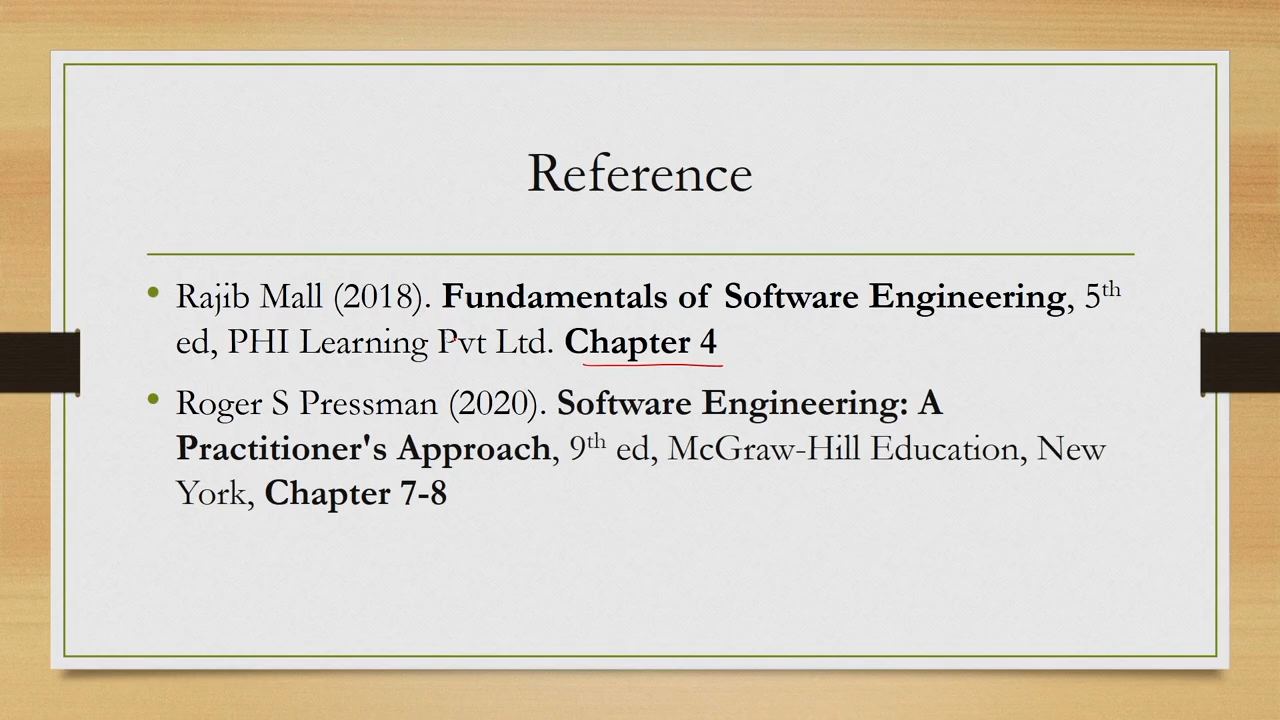 Reference
• Rajib Mall (2018). Fundamentals of Software Engineering, 5th
ed, PHI Learning Pvt Ltd. Chapter 4
• Roger S Pressman (2020). Software Engineering: A
Practitioner's Approach, 9th ed, McGraw-Hill Education, New
York, Chapter 7-8